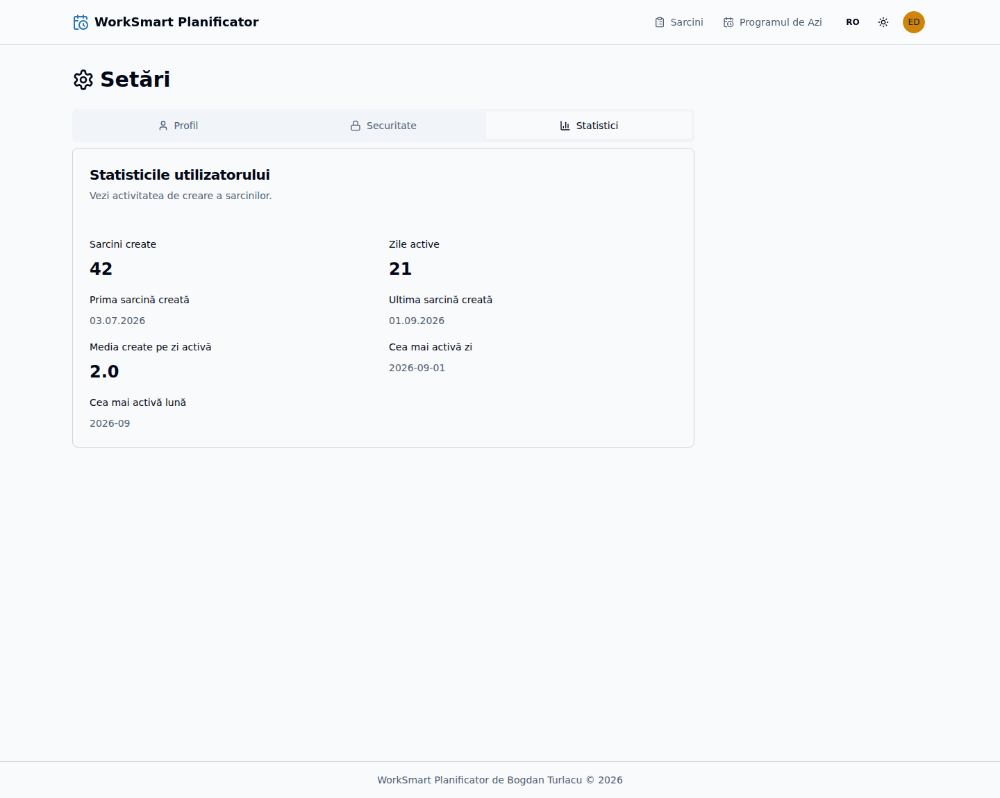 WorkSmart Planificator
Sarcini
Programul de Azi
RO
ED
Setări
Profil
Securitate
Statistici
Statisticile utilizatorului
Vezi activitatea de creare a sarcinilor.
Sarcini create
42
Zile active
21
Prima sarcină creată
03.07.2026
Ultima sarcină creată
01.09.2026
Media create pe zi activă
2.0
Cea mai activă zi
2026-09-01
Cea mai activă lună
2026-09
WorkSmart Planificator de Bogdan Turlacu © 2026